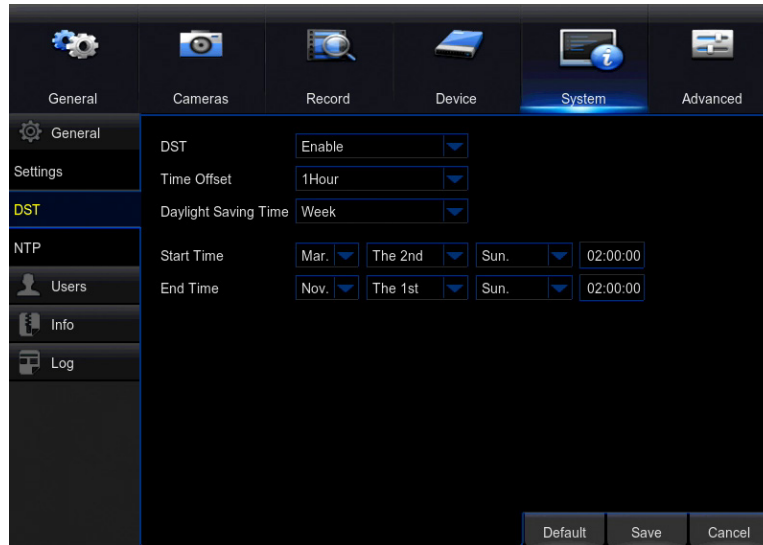 General Cameras Record Device System Advanced
General
Settings
DST
NTP
Users
Info
Log
DST Enable
Time Offset 1Hour
Daylight Saving Time Week
Start Time Mar. The 2nd Sun. 02:00:00
End Time Nov. The 1st Sun. 02:00:00
Default Save Cancel